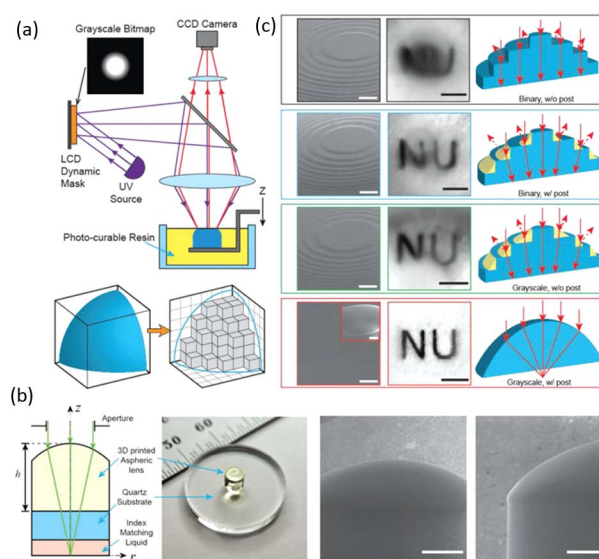 (a)
Grayscale Bitmap
CCD Camera
LCD
Dynamic
Mask
UV
Source
Z
Photo-curable Resin
(c)
NU
Binary, w/o post
NU
Binary, w/ post
NU
Grayscale, w/o post
NU
Grayscale, w/ post
(b)
z
Aperture
h
3D printed
Aspheric
lens
Quartz
Substrate
Index
Matching
Liquid
r
60
50